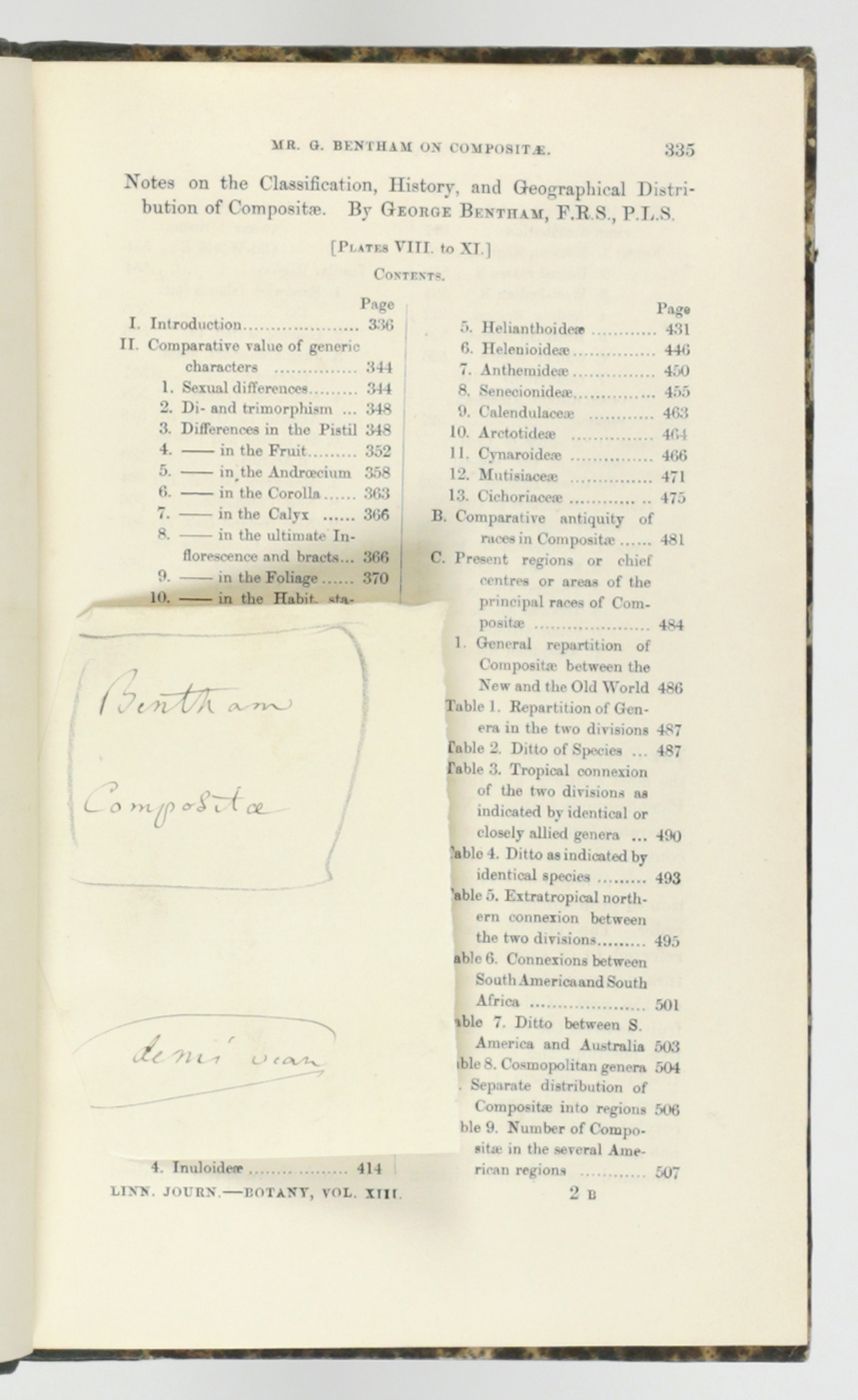 MR. G. BENTHAM ON COMPOSITÆ. 335
Notes on the Classification, History, and Geographical Distri-
bution of Compositæ. By GEORGE BENTHAM, F.R.S., P.L.S.
[PLATES VIII. to XI.]
CONTENTS.
Page
I. Introduction..................... 336
II. Comparative value of generic
characters ............... 344
1. Sexual differences......... 344
2. Di- and trimorphism ... 348
3. Differences in the Pistil 348
4. —— in the Fruit......... 352
5. —— in the Andrœcium 358
6. —— in the Corolla...... 363
7. —— in the Calyx ...... 366
8. —— in the ultimate In-
florescence and bracts... 366
9. —— in the Foliage...... 370
10. —— in the Habit, sta-
Bentham
Compositæ
4. Inuloideæ .................. 414
Page
5. Helianthoideæ ............ 431
6. Helenioideæ............... 446
7. Anthemideæ............... 450
8. Senecionideæ............... 455
9. Calendulaceæ ............ 463
10. Arctotideæ ............... 464
11. Cynaroideæ ............... 466
12. Mutisiaceæ ............... 471
13. Cichoriaceæ ............ .. 475
B. Comparative antiquity of
races in Compositæ ...... 481
C. Present regions or chief
centres or areas of the
principal races of Com-
positæ ..................... 484
1. General repartition of
Compositæ between the
New and the Old World 486
Table 1. Repartition of Gen-
era in the two divisions 487
Table 2. Ditto of Species ... 487
Table 3. Tropical connexion
of the two divisions as
indicated by identical or
closely allied genera ... 490
able 4. Ditto as indicated by
identical species ......... 493
able 5. Extratropical north-
ern connexion between
the two divisions......... 495
able 6. Connexions between
South America and South
Africa ..................... 501
ble 7. Ditto between S.
America and Australia 503
ble 8. Cosmopolitan genera 504
. Separate distribution of
Compositæ into regions 506
ble 9. Number of Compo-
sitæ in the several Ame-
rican regions ............ 507
LINN. JOURN.—BOTANY, VOL. XIII. 2 B